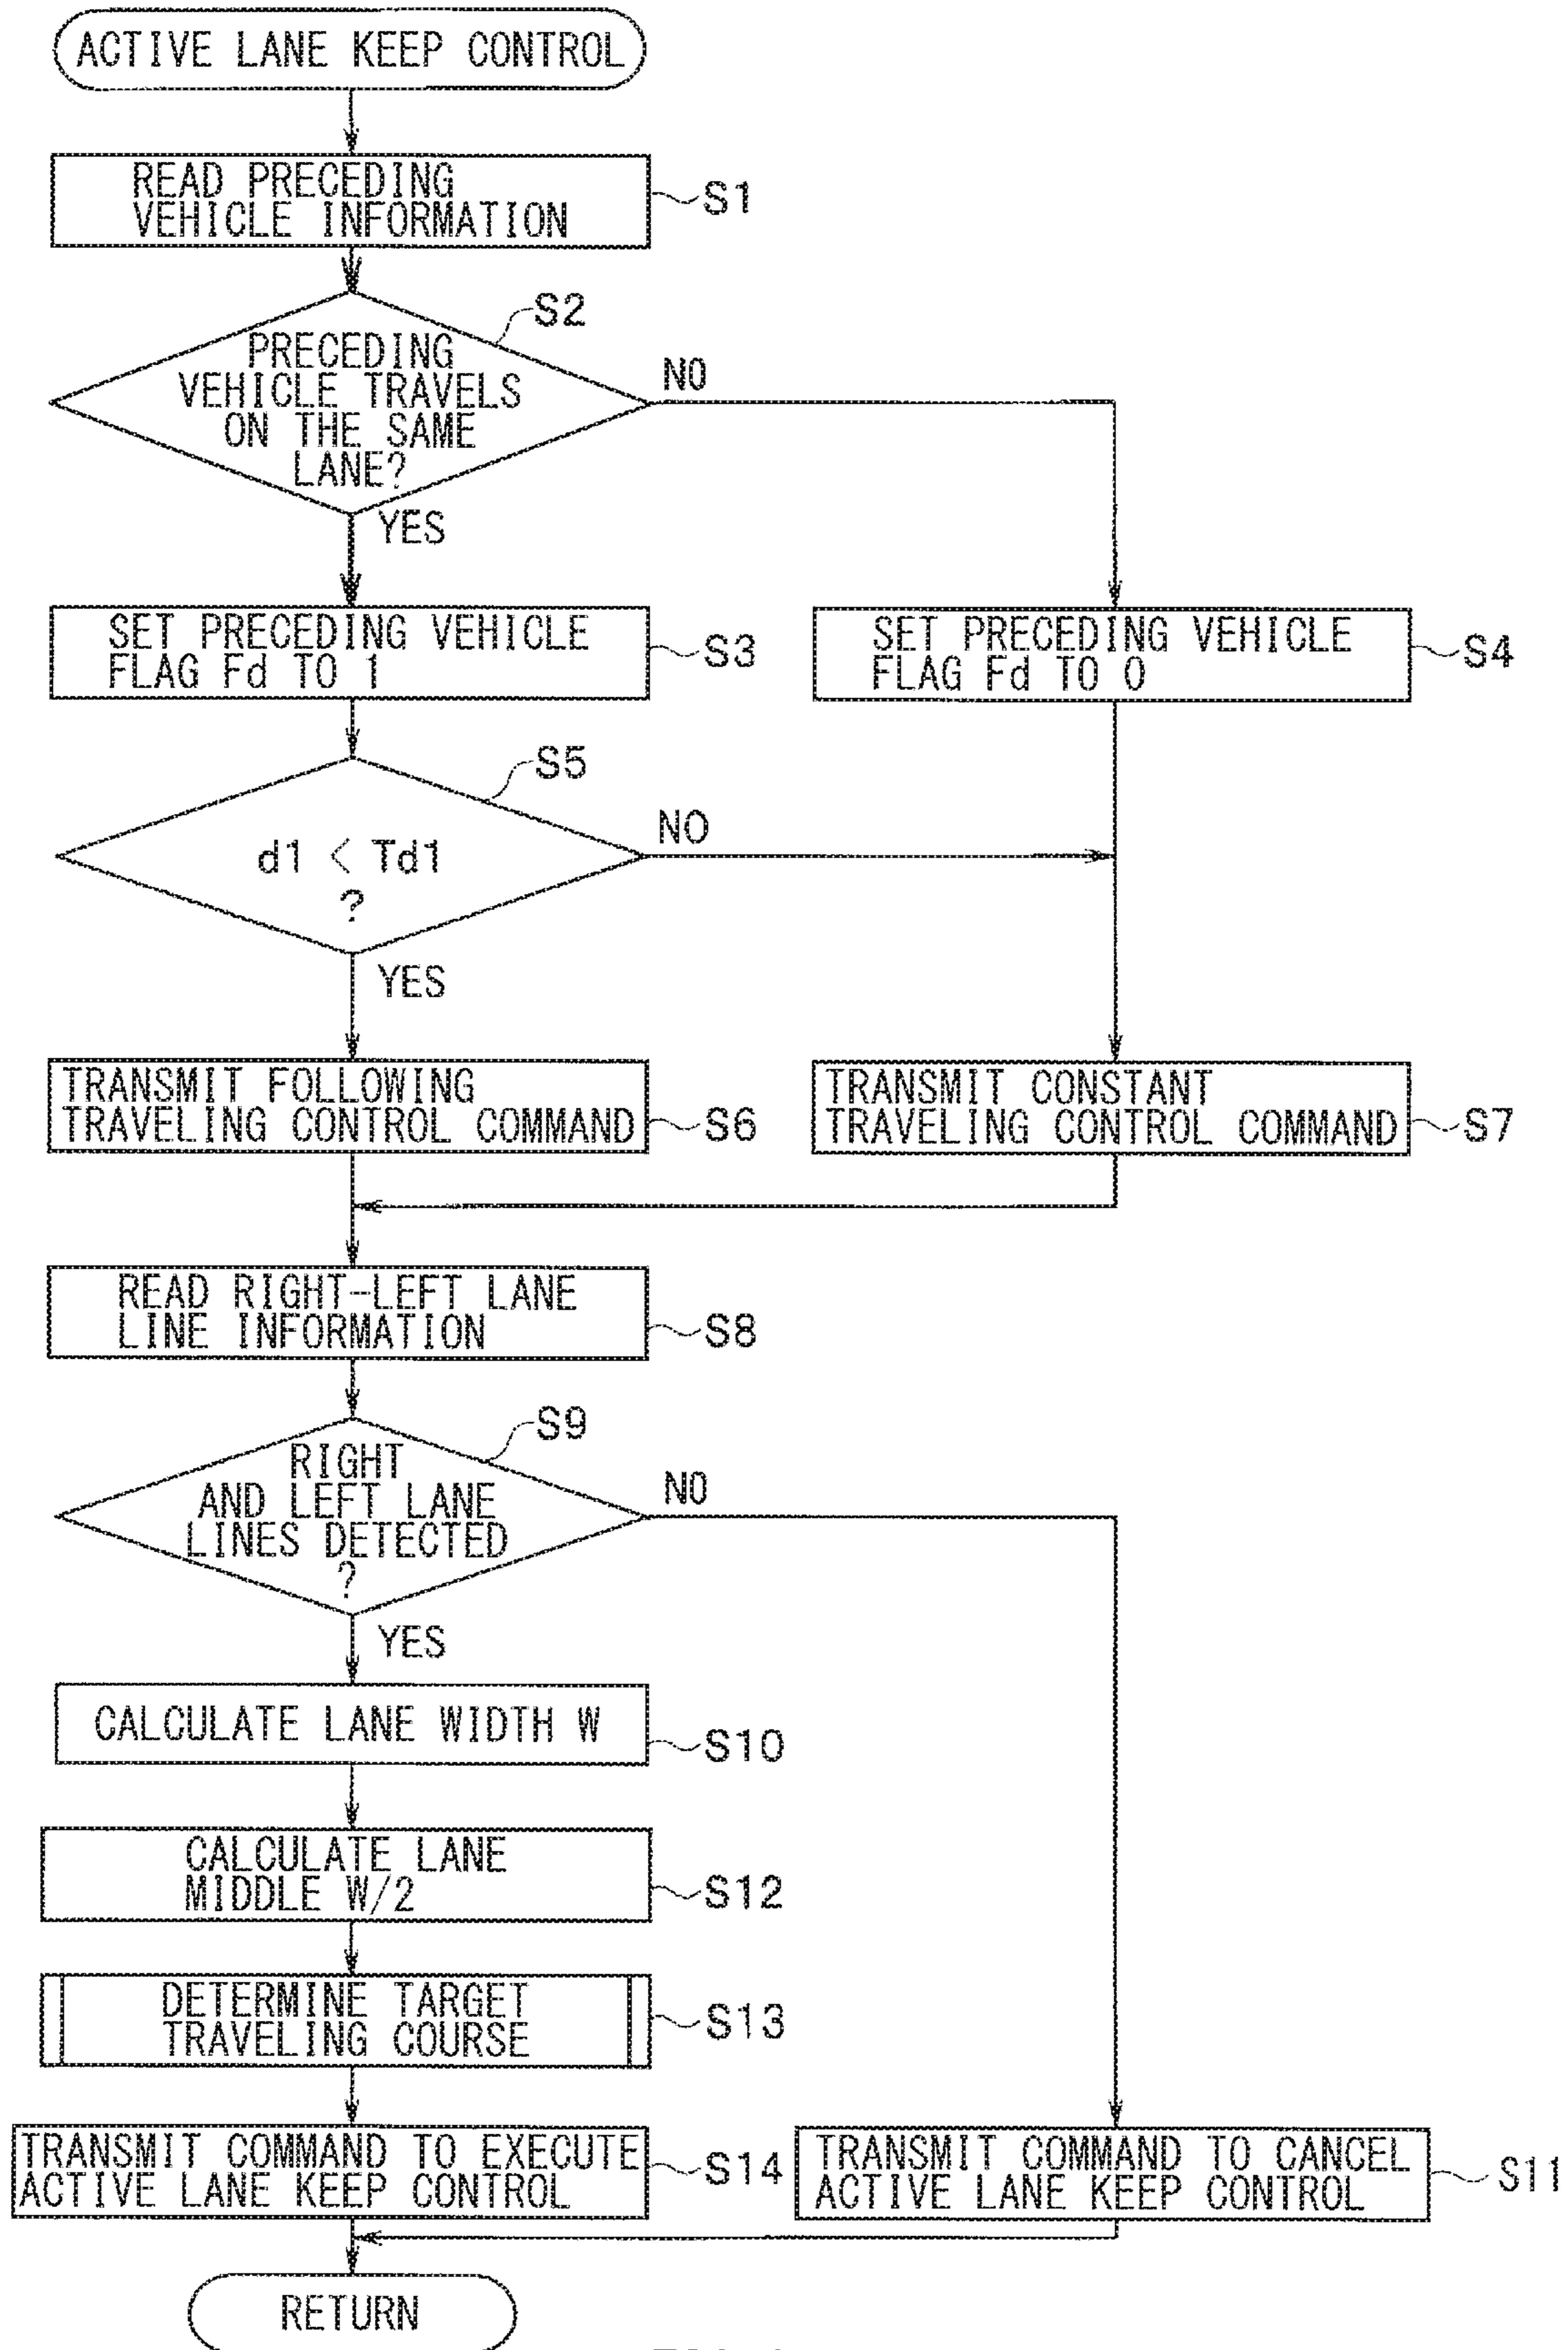 ACTIVE LANE KEEP CONTROL
READ PRECEDING
VEHICLE INFORMATION
S1
S2
PRECEDING
VEHICLE TRAVELS
ON THE SAME
LANE?
NO
YES
SET PRECEDING VEHICLE
FLAG Fd TO 1
S3
SET PRECEDING VEHICLE
FLAG Fd TO 0
S4
S5
d1 < Td1
?
NO
YES
TRANSMIT FOLLOWING
TRAVELING CONTROL COMMAND
S6
TRANSMIT CONSTANT
TRAVELING CONTROL COMMAND
S7
READ RIGHT-LEFT LANE
LINE INFORMATION
S8
S9
RIGHT
AND LEFT LANE
LINES DETECTED
?
NO
YES
CALCULATE LANE WIDTH W
S10
CALCULATE LANE
MIDDLE W/2
S12
DETERMINE TARGET
TRAVELING COURSE
S13
TRANSMIT COMMAND TO EXECUTE
ACTIVE LANE KEEP CONTROL
S14
TRANSMIT COMMAND TO CANCEL
ACTIVE LANE KEEP CONTROL
S11
RETURN